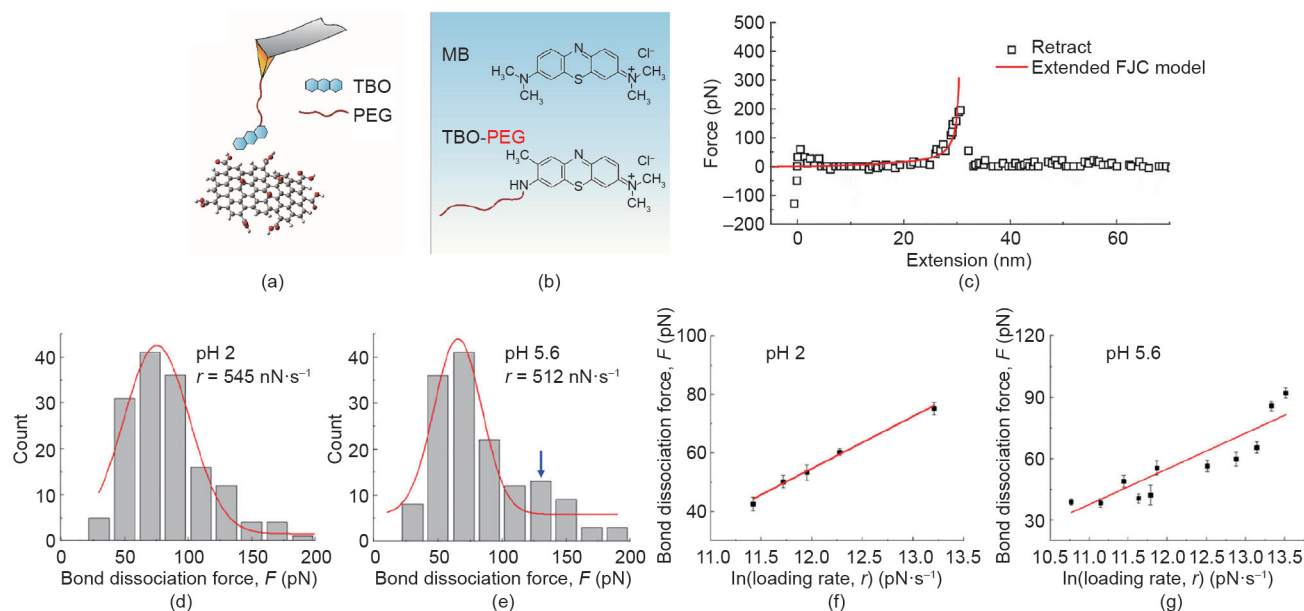 TBO
PEG
(a)
MB
N
Cl⁻
N
CH₃
H₃C
S
N⁺
CH₃
CH₃
TBO-PEG
CH₃
N
Cl⁻
HN
S
N⁺
CH₃
CH₃
(b)
500
400
300
200
100
0
–100
–200
Force (pN)
Retract
Extended FJC model
0
20
40
60
Extension (nm)
(c)
40
30
20
10
0
Count
pH 2
r = 545 nN·s⁻¹
0
50
100
150
200
Bond dissociation force, F (pN)
(d)
40
30
20
10
0
Count
pH 5.6
r = 512 nN·s⁻¹
0
50
100
150
200
Bond dissociation force, F (pN)
(e)
100
80
60
40
Bond dissociation force, F (pN)
pH 2
11.0
11.5
12.0
12.5
13.0
13.5
ln(loading rate, r) (pN·s⁻¹)
(f)
120
90
60
30
Bond dissociation force, F (pN)
pH 5.6
10.5
11.0
11.5
12.0
12.5
13.0
13.5
ln(loading rate, r) (pN·s⁻¹)
(g)